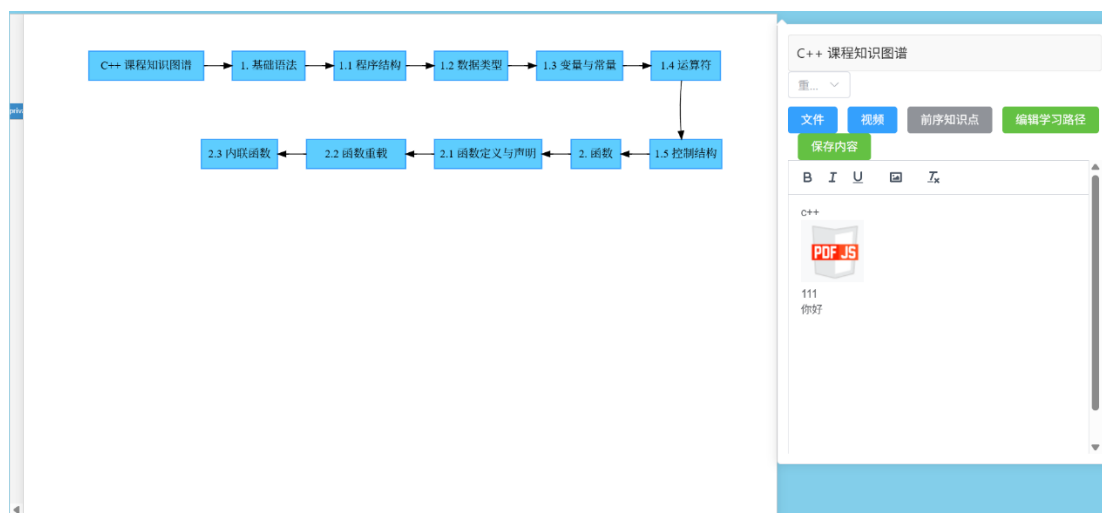 C++ 课程知识图谱
1. 基础语法
1.1 程序结构
1.2 数据类型
1.3 变量与常量
1.4 运算符
2.3 内联函数
2.2 函数重载
2.1 函数定义与声明
2. 函数
1.5 控制结构
C++ 课程知识图谱
重...
文件
视频
前序知识点
编辑学习路径
保存内容
B I U Tx
c++
PDF JS
111
你好